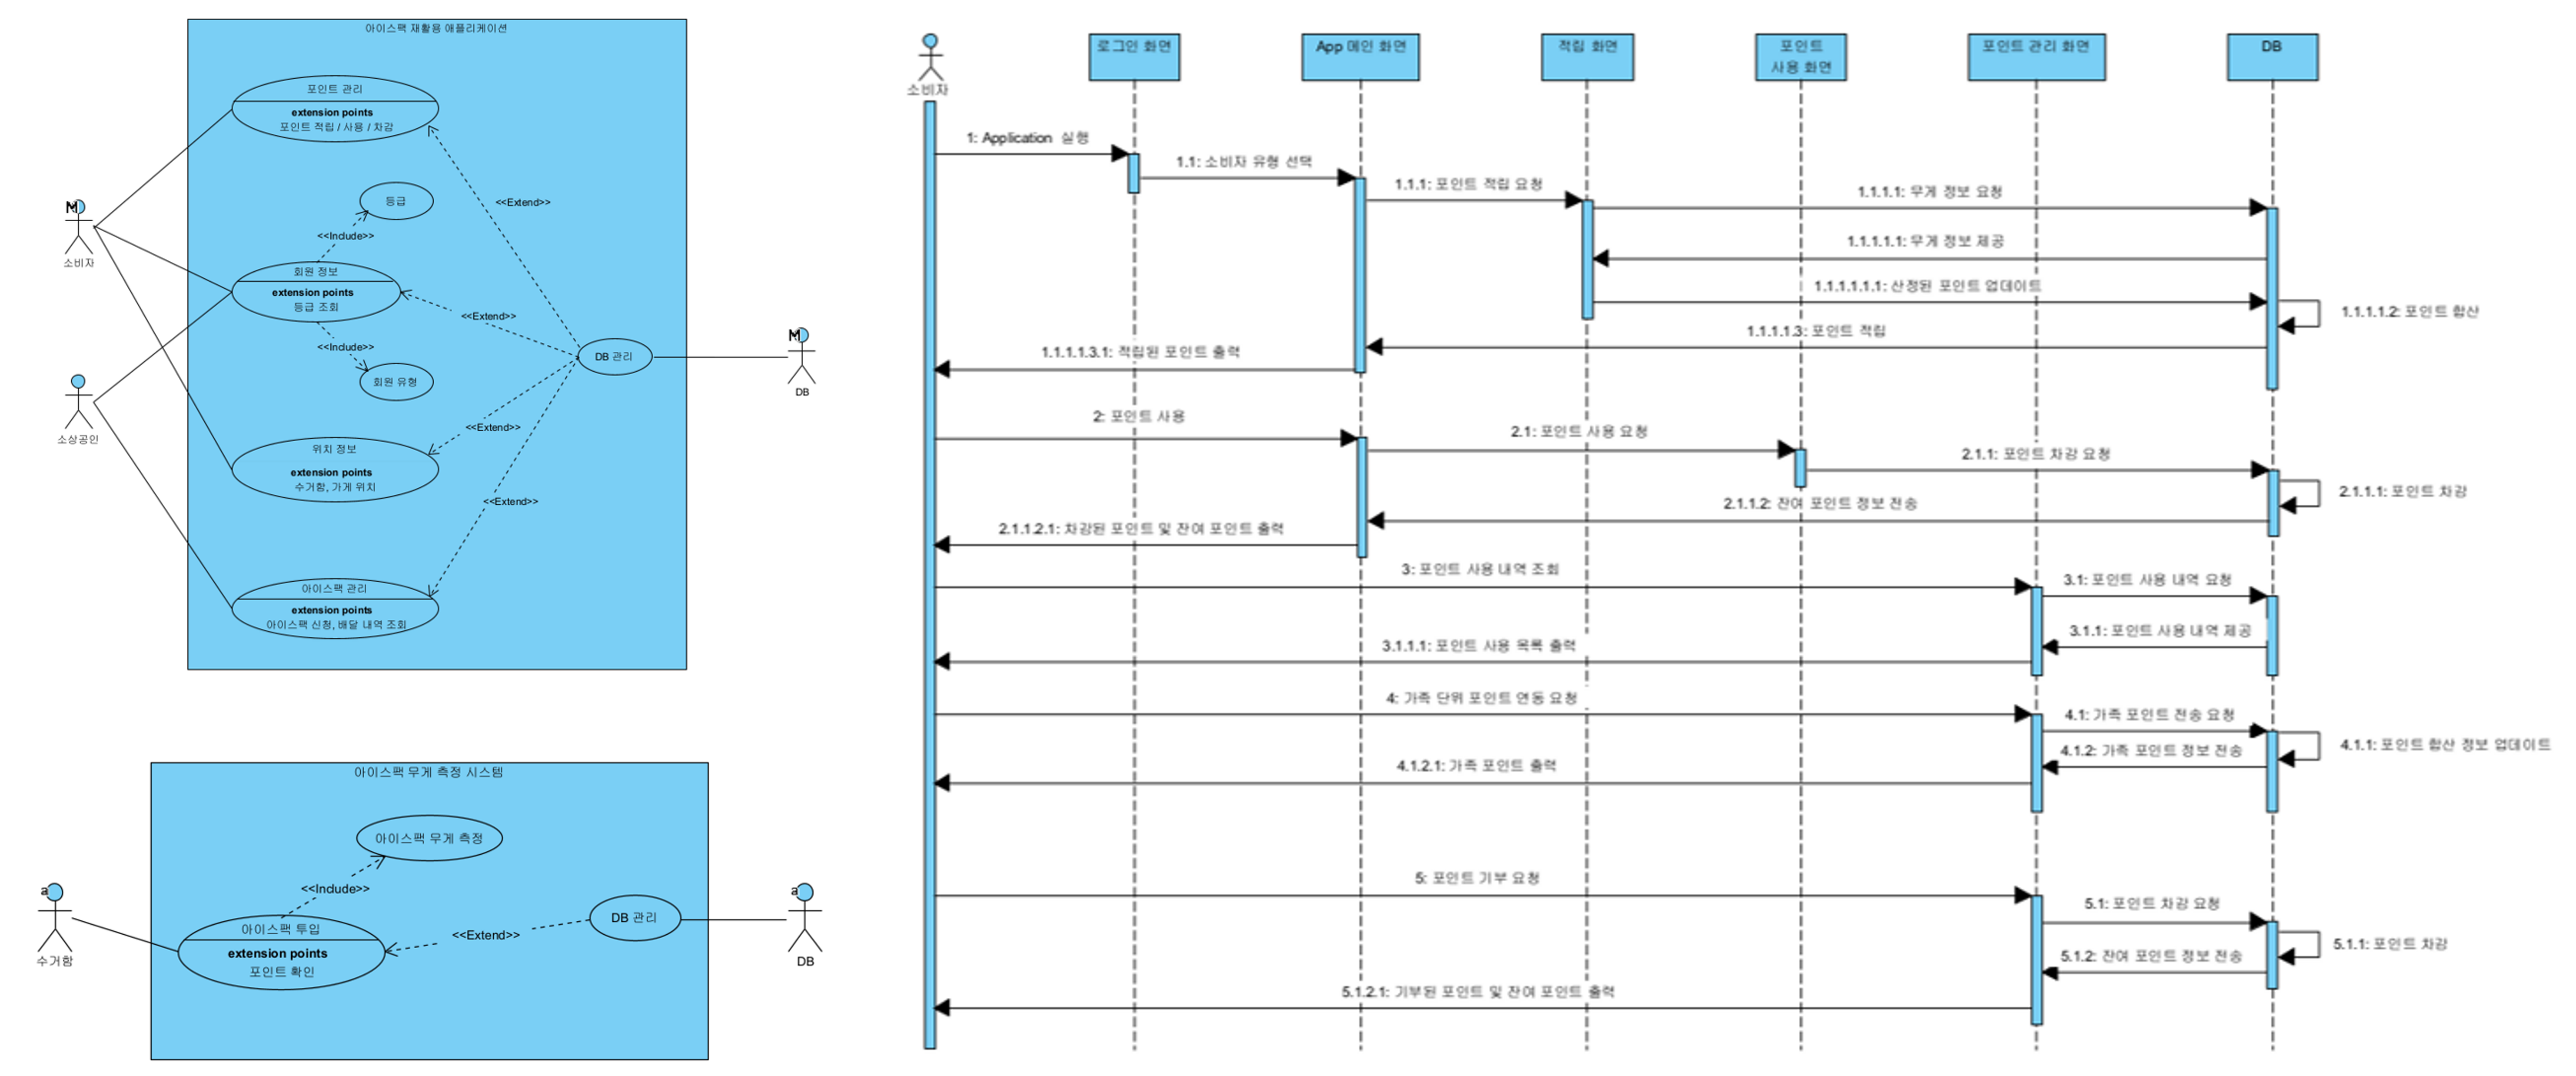 아이스팩 재활용 애플리케이션
포인트 관리
extension points
포인트 적립 / 사용 / 차감
등급
<<Extend>>
<<Include>>
M
소비자
회원 정보
extension points
등급 조회
<<Extend>>
<<Include>>
회원 유형
DB 관리
M
DB
소상공인
<<Extend>>
위치 정보
extension points
수거함, 가게 위치
<<Extend>>
아이스팩 관리
extension points
아이스팩 신청, 배달 내역 조회
아이스팩 무게 측정 시스템
아이스팩 무게 측정
<<Include>>
a
수거함
아이스팩 투입
extension points
포인트 확인
<<Extend>>
DB 관리
a
DB
소비자
로그인 화면
App 메인 화면
적립 화면
포인트
사용 화면
포인트 관리 화면
DB
1: Application 실행
1.1: 소비자 유형 선택
1.1.1: 포인트 적립 요청
1.1.1.1: 무게 정보 요청
1.1.1.1.1: 무게 정보 제공
1.1.1.1.1.1: 산정된 포인트 업데이트
1.1.1.1.2: 포인트 합산
1.1.1.1.3: 포인트 적립
1.1.1.1.3.1: 적립된 포인트 출력
2: 포인트 사용
2.1: 포인트 사용 요청
2.1.1: 포인트 차감 요청
2.1.1.1: 포인트 차감
2.1.1.2: 잔여 포인트 정보 전송
2.1.1.2.1: 차감된 포인트 및 잔여 포인트 출력
3: 포인트 사용 내역 조회
3.1: 포인트 사용 내역 요청
3.1.1: 포인트 사용 내역 제공
3.1.1.1: 포인트 사용 목록 출력
4: 가족 단위 포인트 연동 요청
4.1: 가족 포인트 전송 요청
4.1.1: 포인트 합산 정보 업데이트
4.1.2: 가족 포인트 정보 전송
4.1.2.1: 가족 포인트 출력
5: 포인트 기부 요청
5.1: 포인트 차감 요청
5.1.1: 포인트 차감
5.1.2: 잔여 포인트 정보 전송
5.1.2.1: 기부된 포인트 및 잔여 포인트 출력